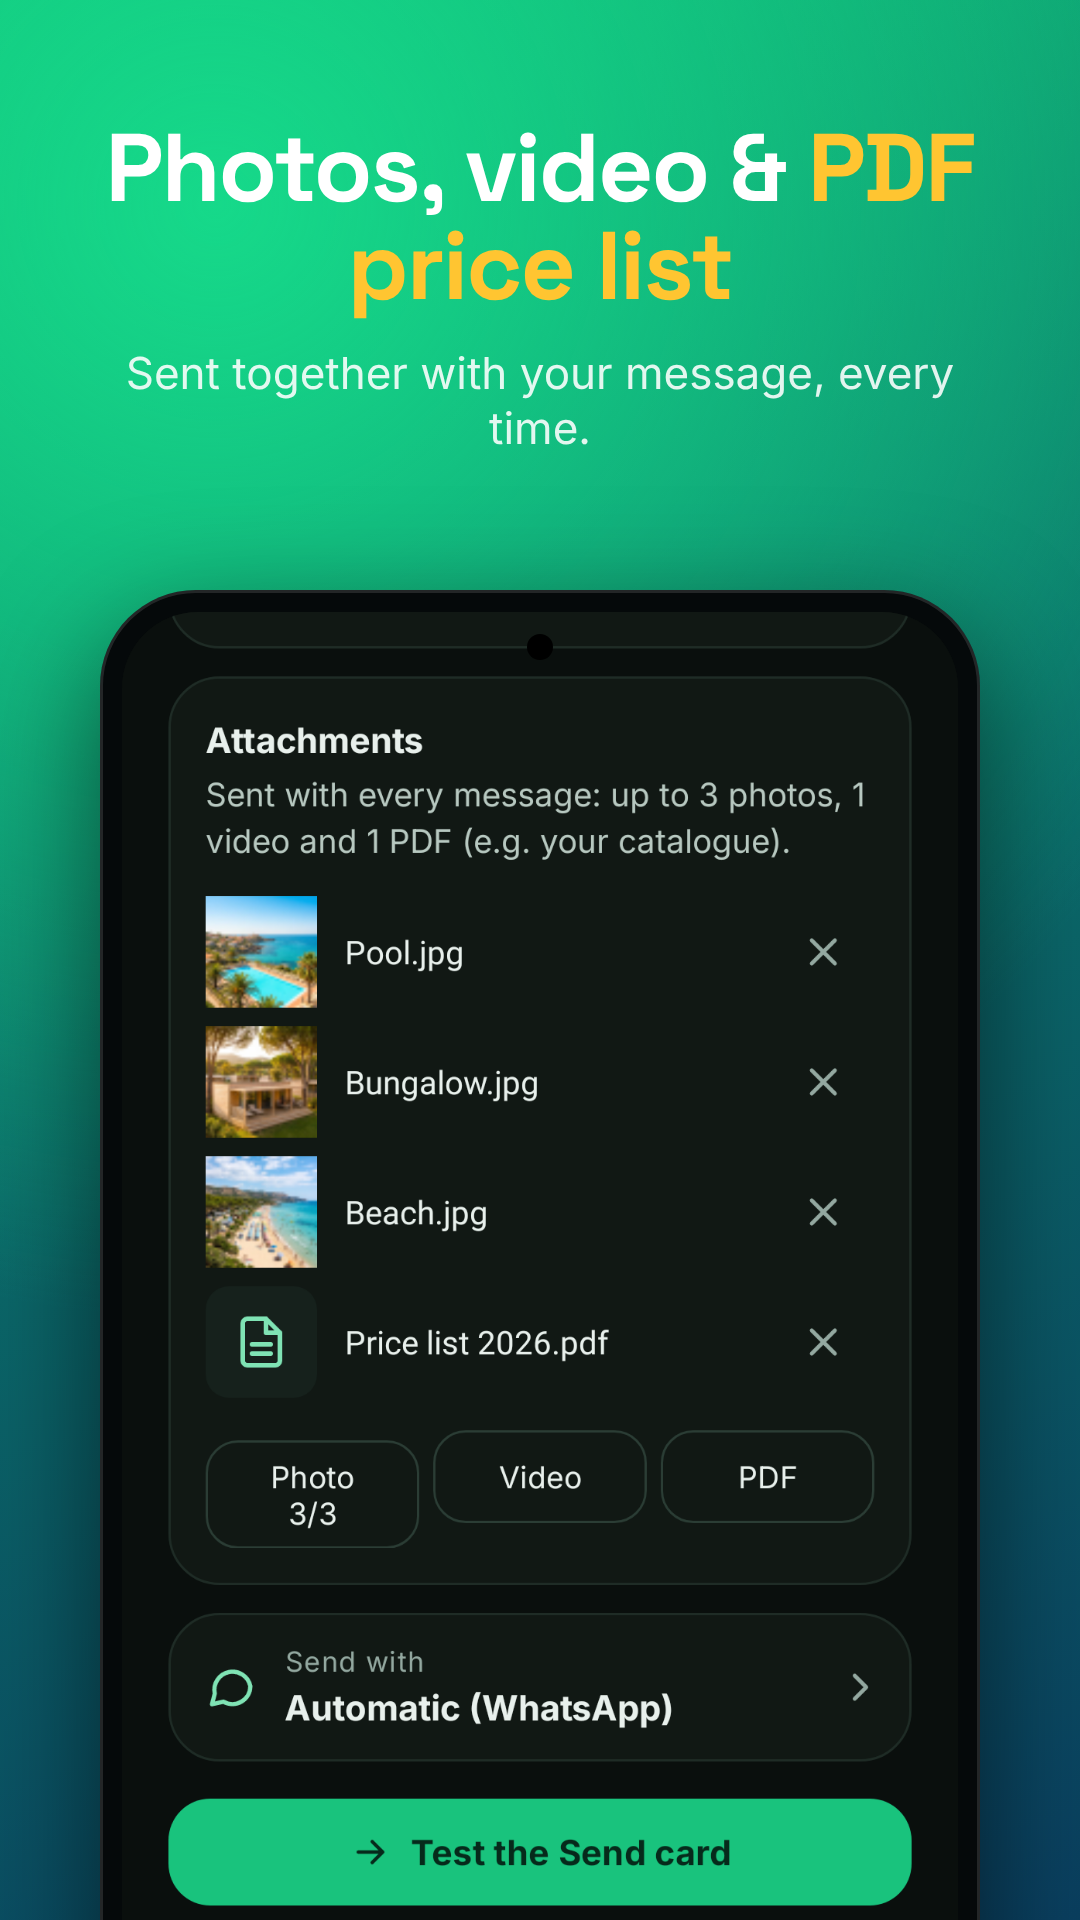 Photos, video & PDF
price list
Sent together with your message, every
time.
Attachments
Sent with every message: up to 3 photos, 1
video and 1 PDF (e.g. your catalogue).
Pool.jpg
Bungalow.jpg
Beach.jpg
Price list 2026.pdf
Photo
3/3
Video
PDF
Send with
Automatic (WhatsApp)
Test the Send card